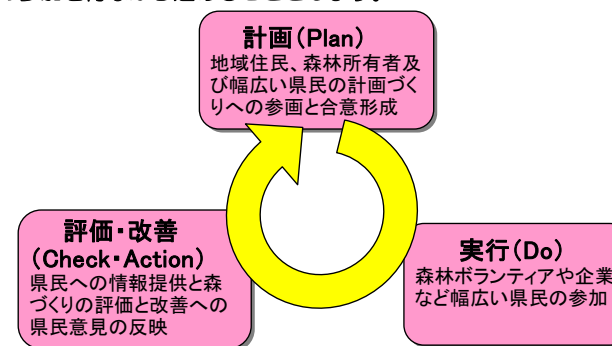 計画(Plan)
地域住民、森林所有者及
び幅広い県民の計画づく
りへの参画と合意形成
評価・改善
(Check・Action)
県民への情報提供と森
づくりの評価と改善への
県民意見の反映
実行(Do)
森林ボランティアや企業
など幅広い県民の参加